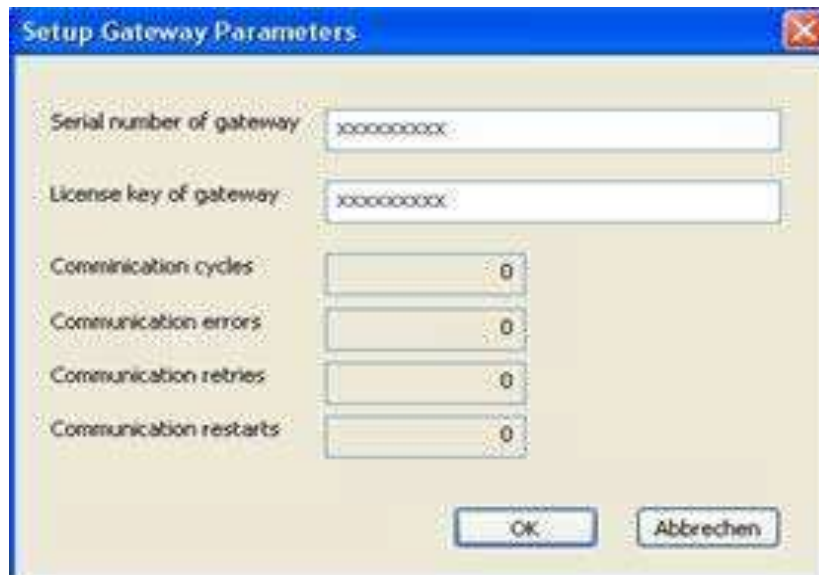 Setup Gateway Parameters
Serial number of gateway xxxxxxxxxx
License key of gateway xxxxxxxxxx
Comminication cycles 0
Communication errors 0
Communication retries 0
Communication restarts 0
OK Abbrechen